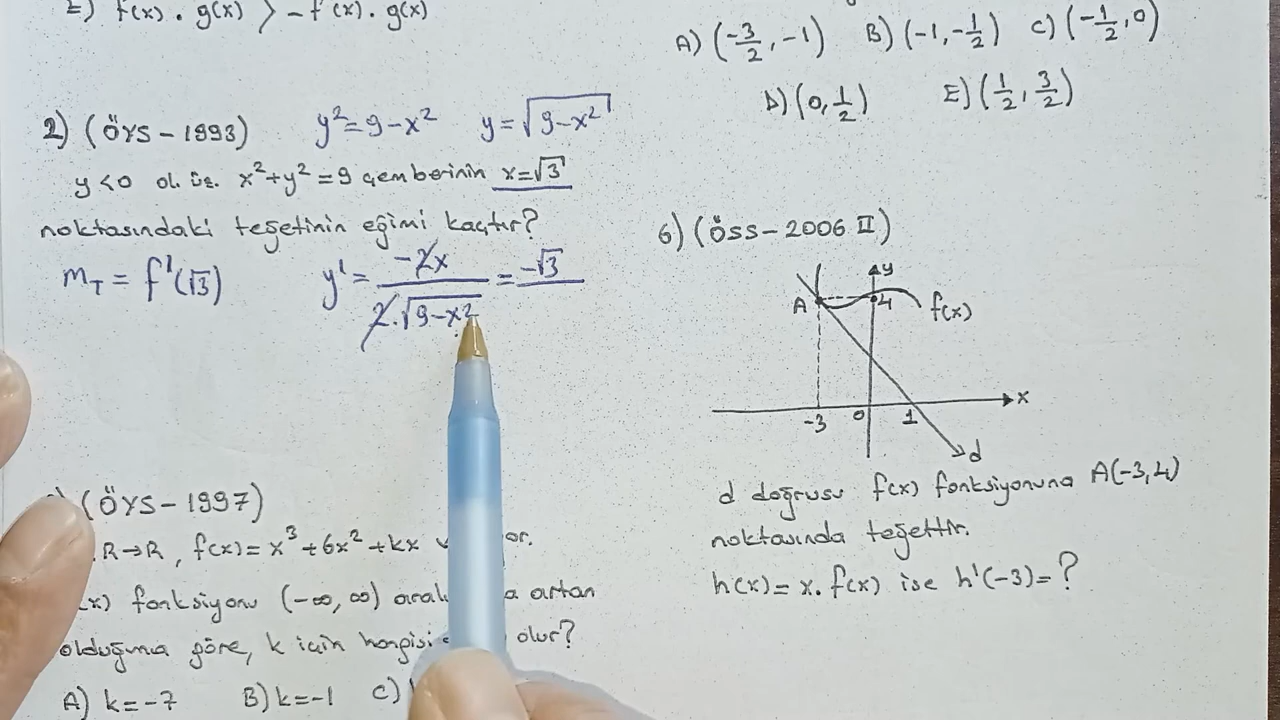 f(x) . g(x) > -f'(x) . g(x)
2) (ÖYS-1993) y²=9-x² y=√(9-x²)
y<0 ol. üz. x²+y²=9 çemberinin x=√3
noktasındaki teğetinin eğimi kaçtır?
m_T = f'(√3) y' = -2x / 2.√(9-x²) = -√3
(ÖYS-1997)
R→R, f(x)=x³+6x²+kx
fonksiyonu (-∞,∞) artan
olduğuna göre, k için hangisi olur?
A) k=-7 B) k=-1 C)
A) (-3/2, -1) B) (-1, -1/2) C) (-1/2, 0)
D) (0, 1/2) E) (1/2, 3/2)
6) (ÖSS-2006 II)
y
A 4 f(x)
x
-3 0 1
d
d doğrusu f(x) fonksiyonuna A(-3,4)
noktasında teğettir.
h(x)=x.f(x) ise h'(-3)=?